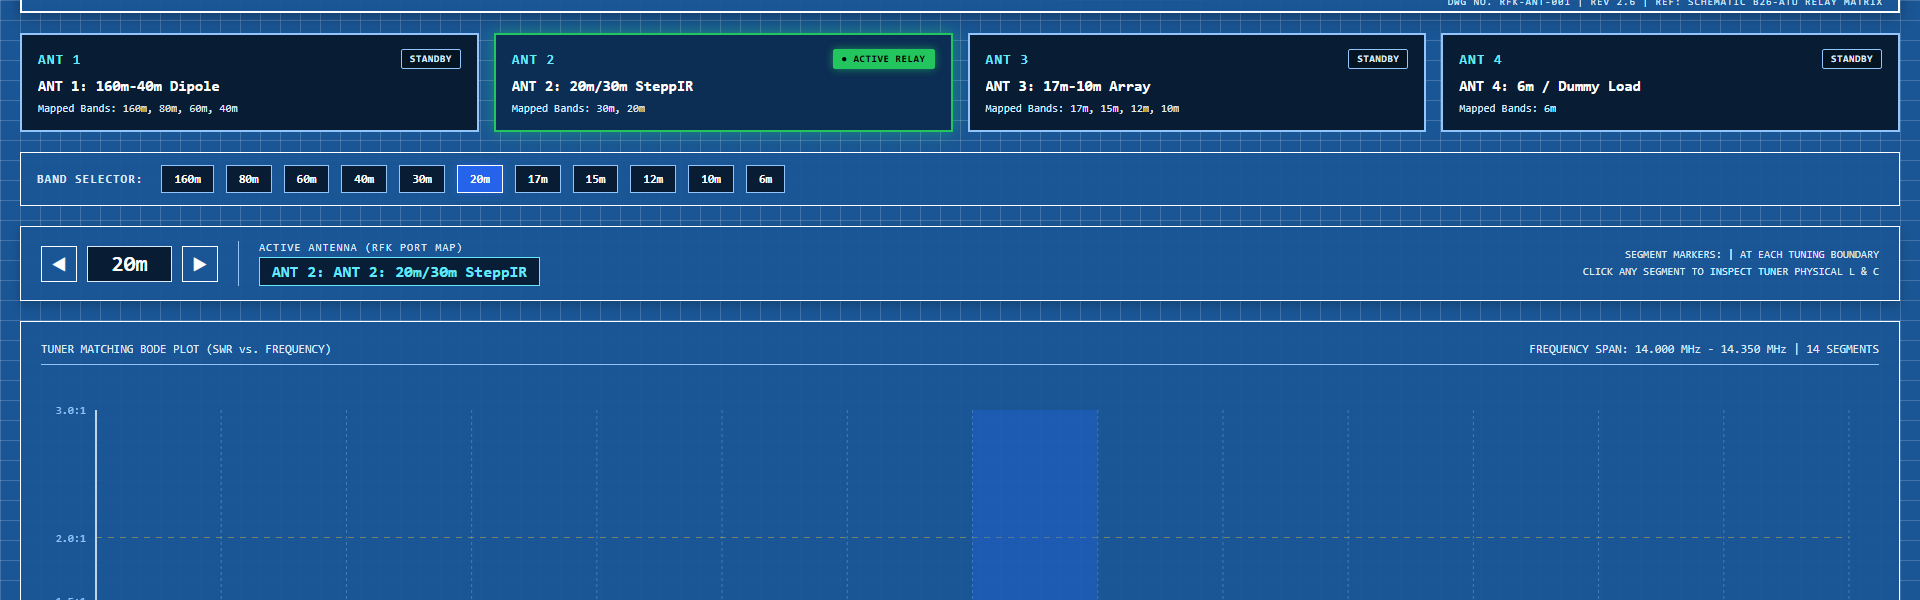 DWG NO. RFK-ANT-001 | REV 2.6 | REF: SCHEMATIC B26-ATU RELAY MATRIX
ANT 1
STANDBY
ANT 1: 160m-40m Dipole
Mapped Bands: 160m, 80m, 60m, 40m
ANT 2
● ACTIVE RELAY
ANT 2: 20m/30m SteppIR
Mapped Bands: 30m, 20m
ANT 3
STANDBY
ANT 3: 17m-10m Array
Mapped Bands: 17m, 15m, 12m, 10m
ANT 4
STANDBY
ANT 4: 6m / Dummy Load
Mapped Bands: 6m
BAND SELECTOR: 160m 80m 60m 40m 30m 20m 17m 15m 12m 10m 6m
◀ 20m ▶
ACTIVE ANTENNA (RFK PORT MAP)
ANT 2: ANT 2: 20m/30m SteppIR
SEGMENT MARKERS: | AT EACH TUNING BOUNDARY
CLICK ANY SEGMENT TO INSPECT TUNER PHYSICAL L & C
TUNER MATCHING BODE PLOT (SWR vs. FREQUENCY)
FREQUENCY SPAN: 14.000 MHz - 14.350 MHz | 14 SEGMENTS
3.0:1
2.0:1